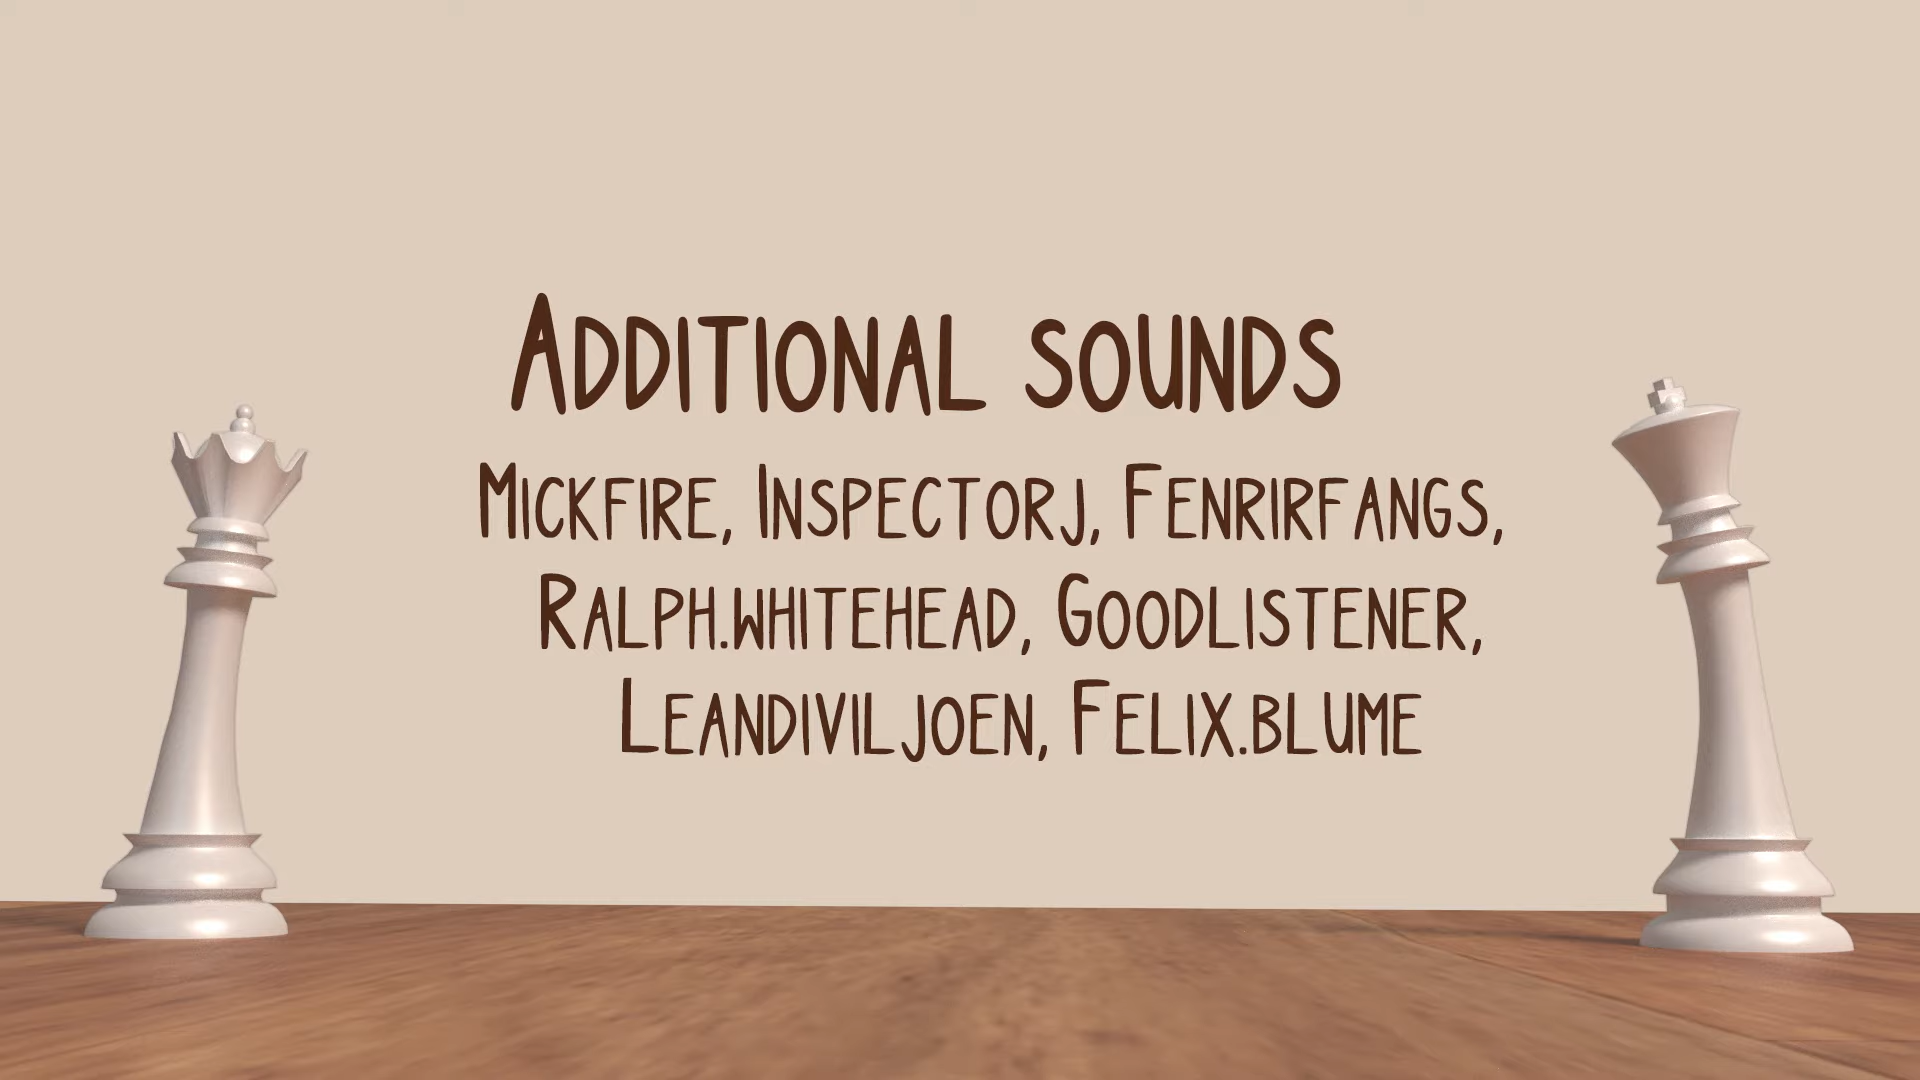 Additional sounds
Mickfire, InspectorJ, Fenrirfangs,
Ralph.whitehead, Goodlistener,
Leandiviljoen, Felix.blume